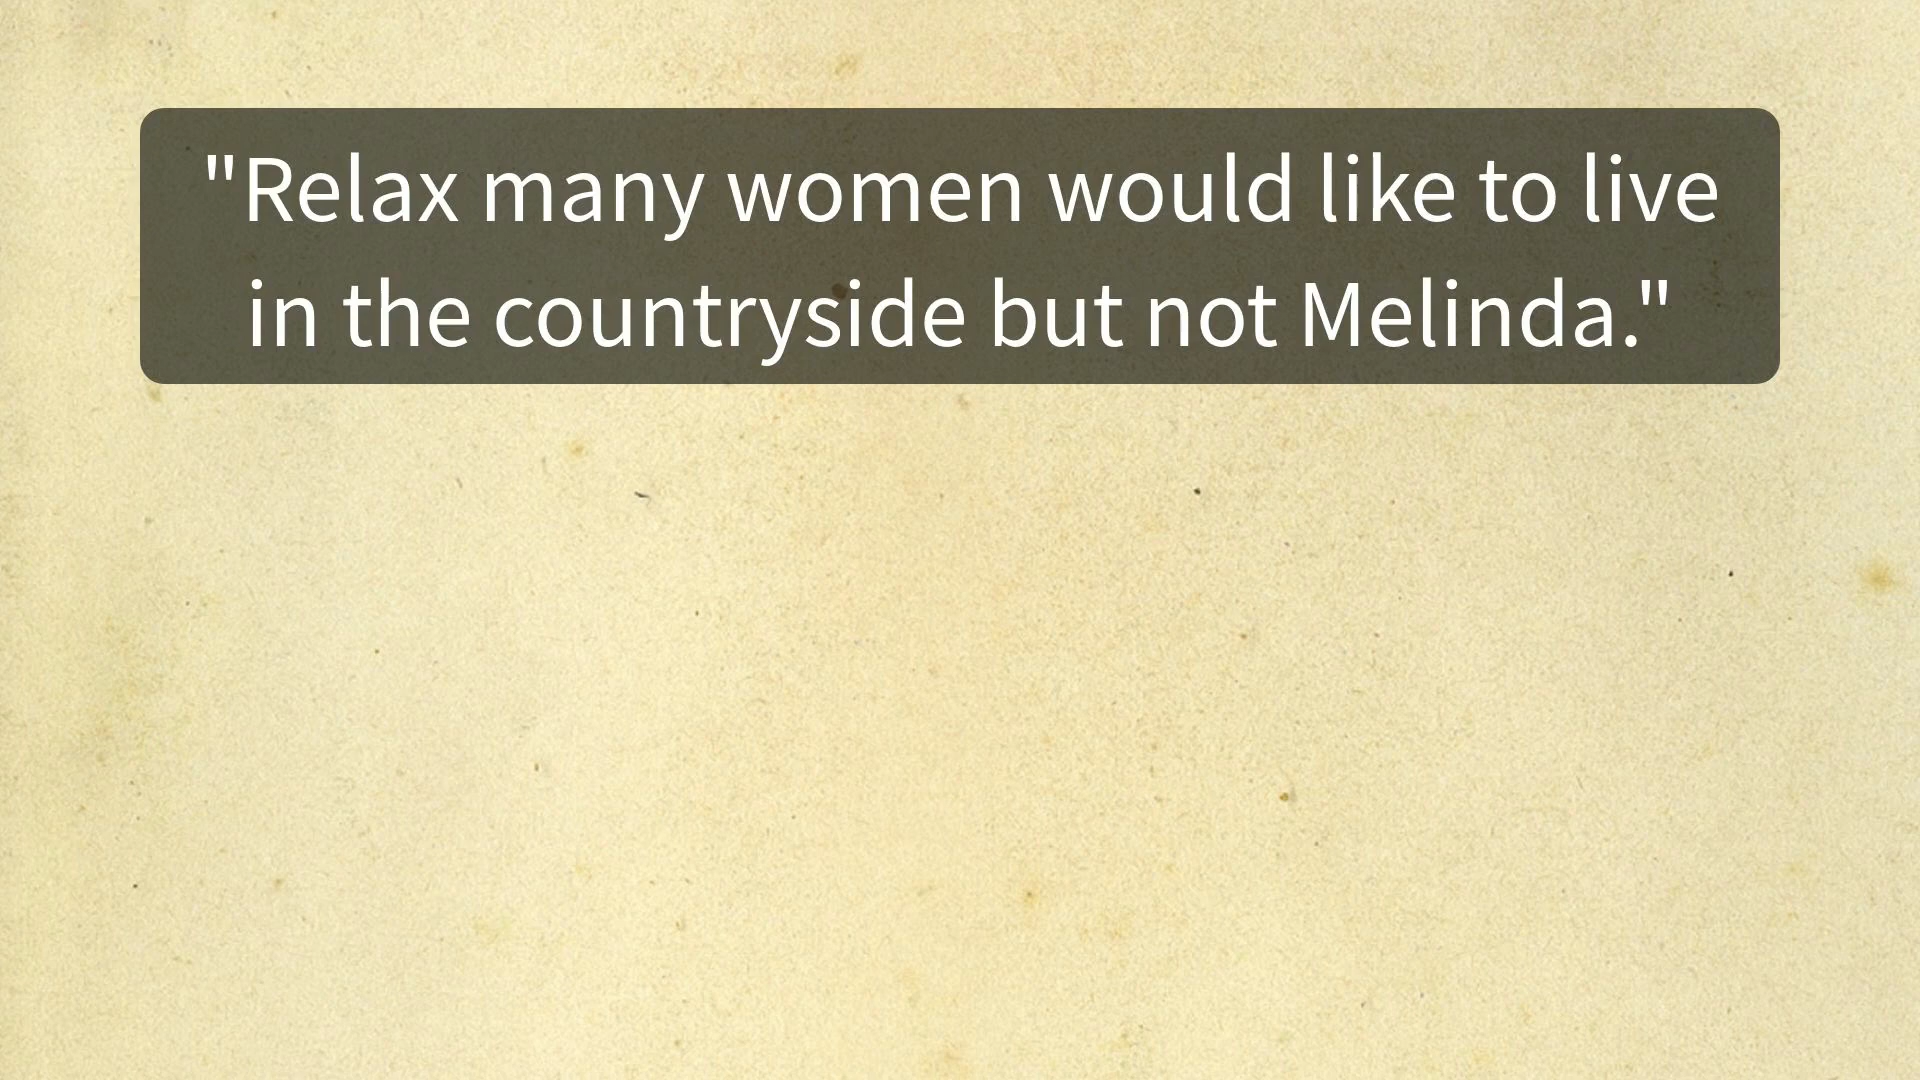 "Relax many women would like to live
in the countryside but not Melinda."